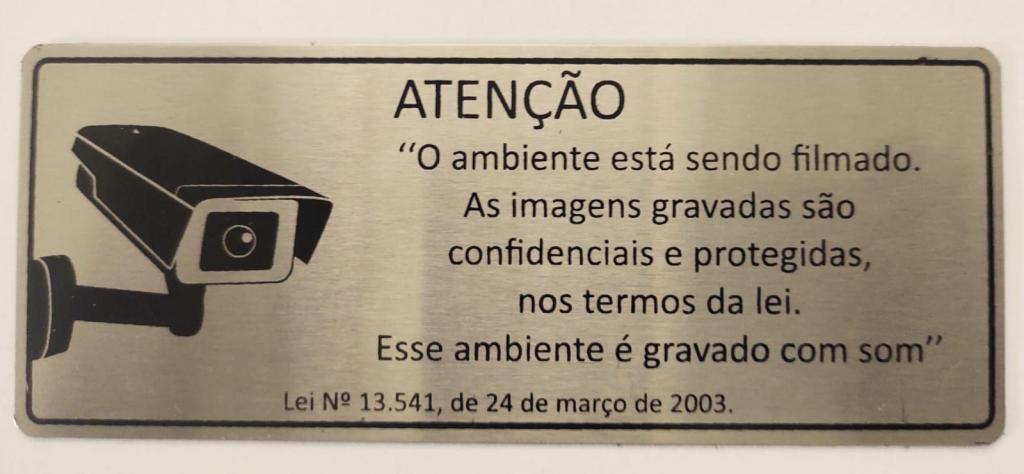 ATENÇÃO
‘‘O ambiente está sendo filmado.
As imagens gravadas são
confidenciais e protegidas,
nos termos da lei.
Esse ambiente é gravado com som’’
Lei Nº 13.541, de 24 de março de 2003.